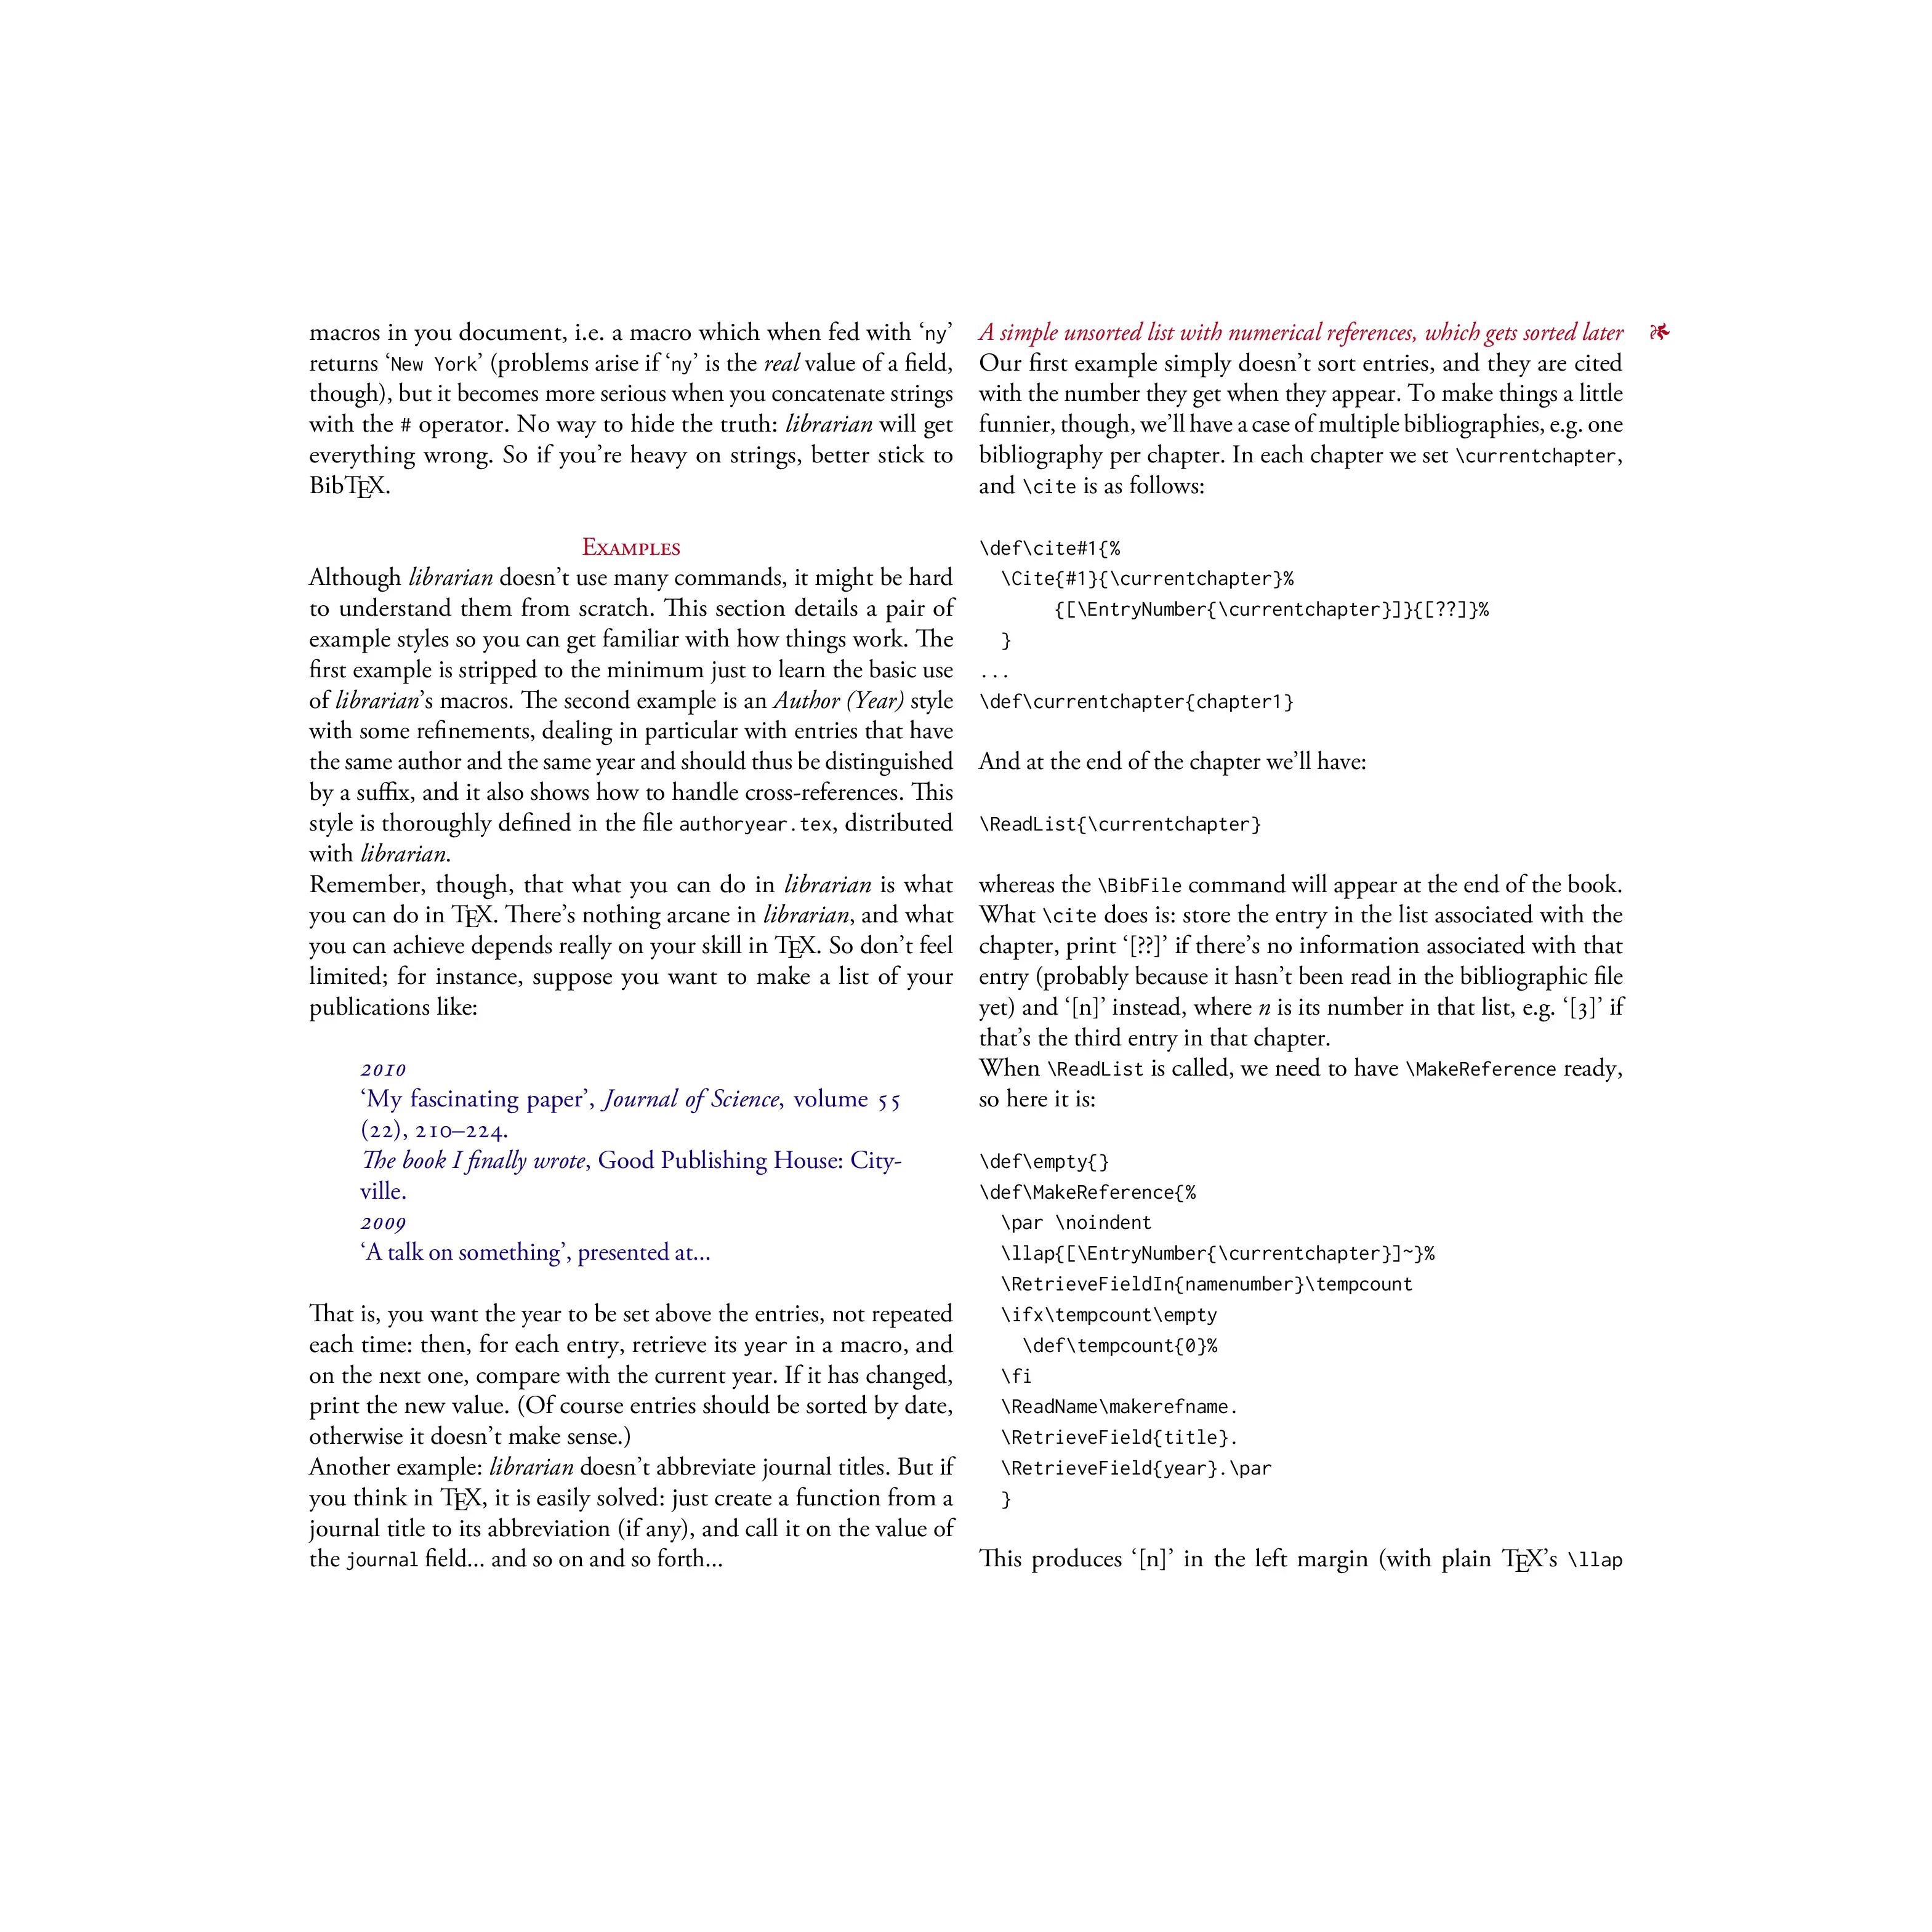 macros in you document, i.e. a macro which when fed with ‘ny’
returns ‘New York’ (problems arise if ‘ny’ is the real value of a field,
though), but it becomes more serious when you concatenate strings
with the # operator. No way to hide the truth: librarian will get
everything wrong. So if you’re heavy on strings, better stick to
BibTEX.
Examples
Although librarian doesn’t use many commands, it might be hard
to understand them from scratch. This section details a pair of
example styles so you can get familiar with how things work. The
first example is stripped to the minimum just to learn the basic use
of librarian’s macros. The second example is an Author (Year) style
with some refinements, dealing in particular with entries that have
the same author and the same year and should thus be distinguished
by a suffix, and it also shows how to handle cross-references. This
style is thoroughly defined in the file authoryear.tex, distributed
with librarian.
Remember, though, that what you can do in librarian is what
you can do in TEX. There’s nothing arcane in librarian, and what
you can achieve depends really on your skill in TEX. So don’t feel
limited; for instance, suppose you want to make a list of your
publications like:
2010
‘My fascinating paper’, Journal of Science, volume 55
(22), 210–224.
The book I finally wrote, Good Publishing House: City-
ville.
2009
‘A talk on something’, presented at...
That is, you want the year to be set above the entries, not repeated
each time: then, for each entry, retrieve its year in a macro, and
on the next one, compare with the current year. If it has changed,
print the new value. (Of course entries should be sorted by date,
otherwise it doesn’t make sense.)
Another example: librarian doesn’t abbreviate journal titles. But if
you think in TEX, it is easily solved: just create a function from a
journal title to its abbreviation (if any), and call it on the value of
the journal field... and so on and so forth...
A simple unsorted list with numerical references, which gets sorted later
Our first example simply doesn’t sort entries, and they are cited
with the number they get when they appear. To make things a little
funnier, though, we’ll have a case of multiple bibliographies, e.g. one
bibliography per chapter. In each chapter we set \currentchapter,
and \cite is as follows:
\def\cite#1{%
\Cite{#1}{\currentchapter}%
{[\EntryNumber{\currentchapter}]}{[??]}%
}
...
\def\currentchapter{chapter1}
And at the end of the chapter we’ll have:
\ReadList{\currentchapter}
whereas the \BibFile command will appear at the end of the book.
What \cite does is: store the entry in the list associated with the
chapter, print ‘[??]’ if there’s no information associated with that
entry (probably because it hasn’t been read in the bibliographic file
yet) and ‘[n]’ instead, where n is its number in that list, e.g. ‘[3]’ if
that’s the third entry in that chapter.
When \ReadList is called, we need to have \MakeReference ready,
so here it is:
\def\empty{}
\def\MakeReference{%
\par \noindent
\llap{[\EntryNumber{\currentchapter}]~}%
\RetrieveFieldIn{namenumber}\tempcount
\ifx\tempcount\empty
\def\tempcount{0}%
\fi
\ReadName\makerefname.
\RetrieveField{title}.
\RetrieveField{year}.\par
}
This produces ‘[n]’ in the left margin (with plain TEX’s \llap